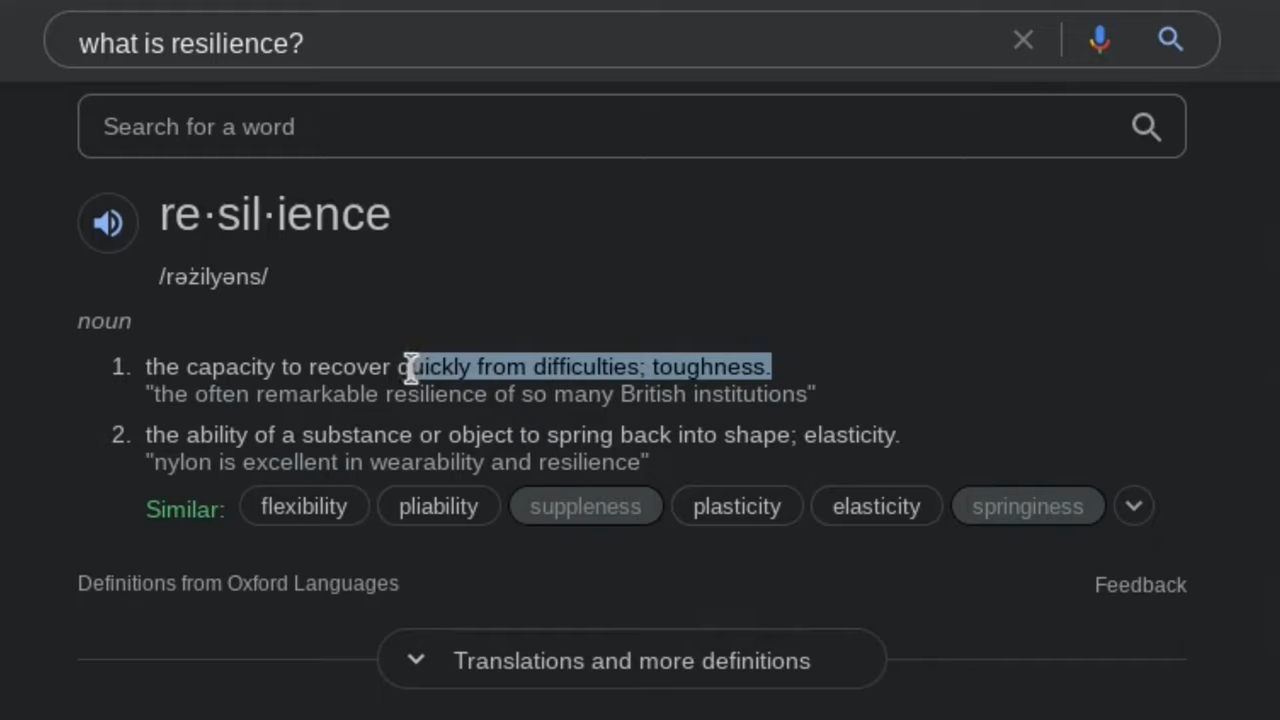 what is resilience?
Search for a word
re·sil·ience
/rəżilyəns/
noun
1. the capacity to recover quickly from difficulties; toughness.
"the often remarkable resilience of so many British institutions"
2. the ability of a substance or object to spring back into shape; elasticity.
"nylon is excellent in wearability and resilience"
Similar: flexibility pliability suppleness plasticity elasticity springiness
Definitions from Oxford Languages Feedback
Translations and more definitions